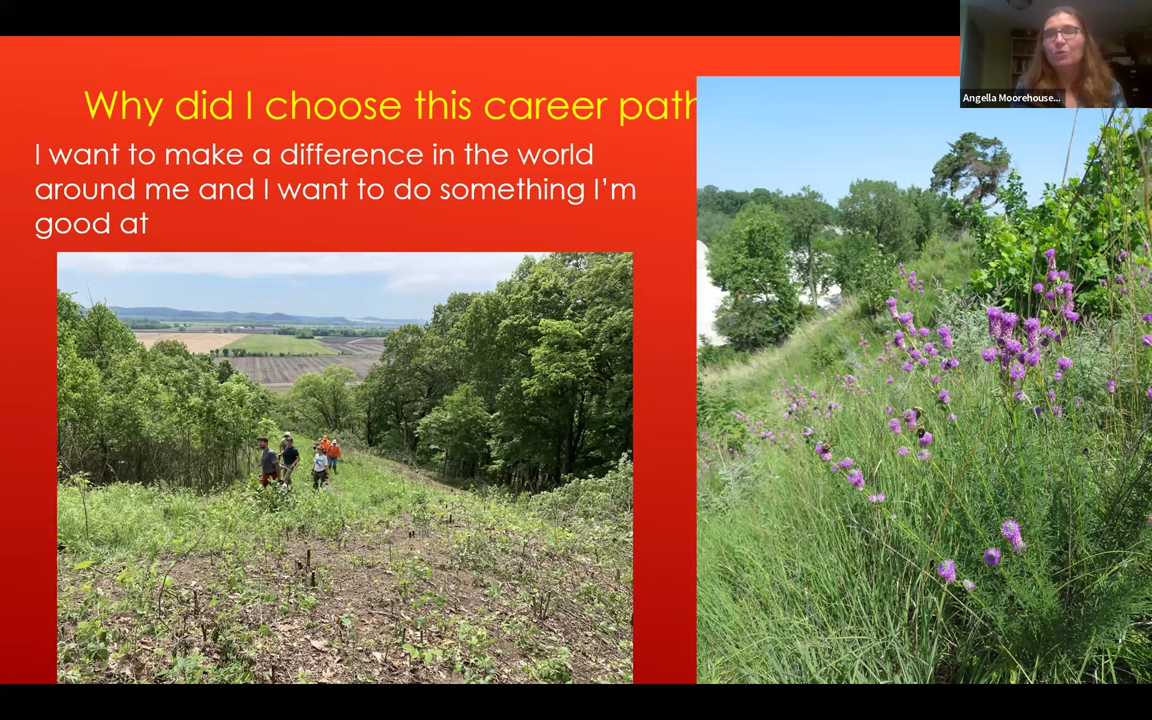 Why did I choose this career path
I want to make a difference in the world
around me and I want to do something I'm
good at
Angella Moorehouse...